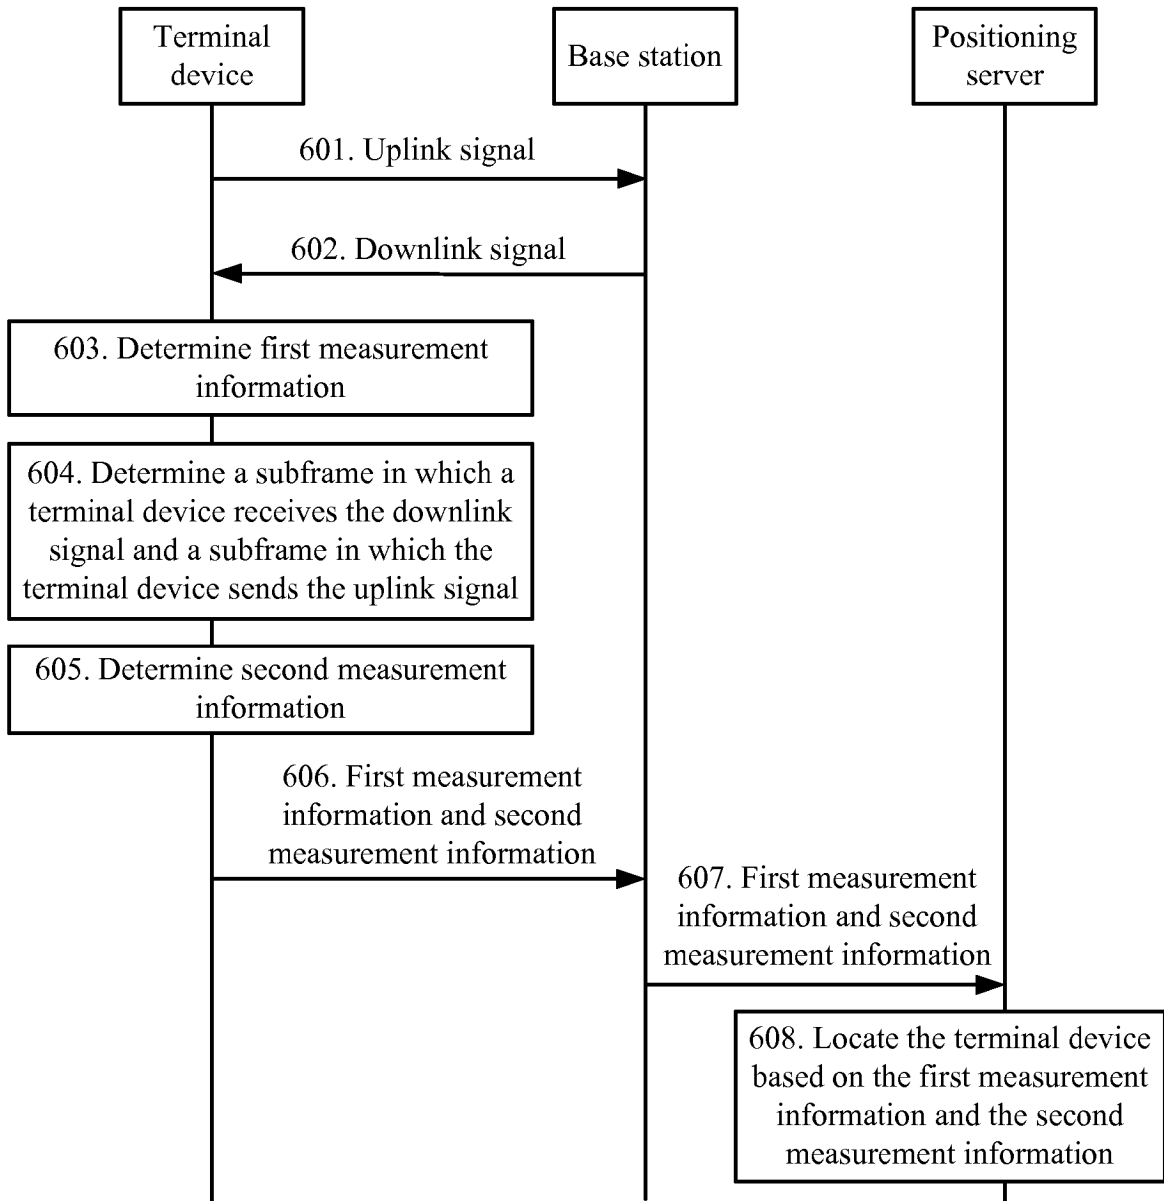 Terminal
device
Base station
Positioning
server
601. Uplink signal
602. Downlink signal
603. Determine first measurement
information
604. Determine a subframe in which a
terminal device receives the downlink
signal and a subframe in which the
terminal device sends the uplink signal
605. Determine second measurement
information
606. First measurement
information and second
measurement information
607. First measurement
information and second
measurement information
608. Locate the terminal device
based on the first measurement
information and the second
measurement information